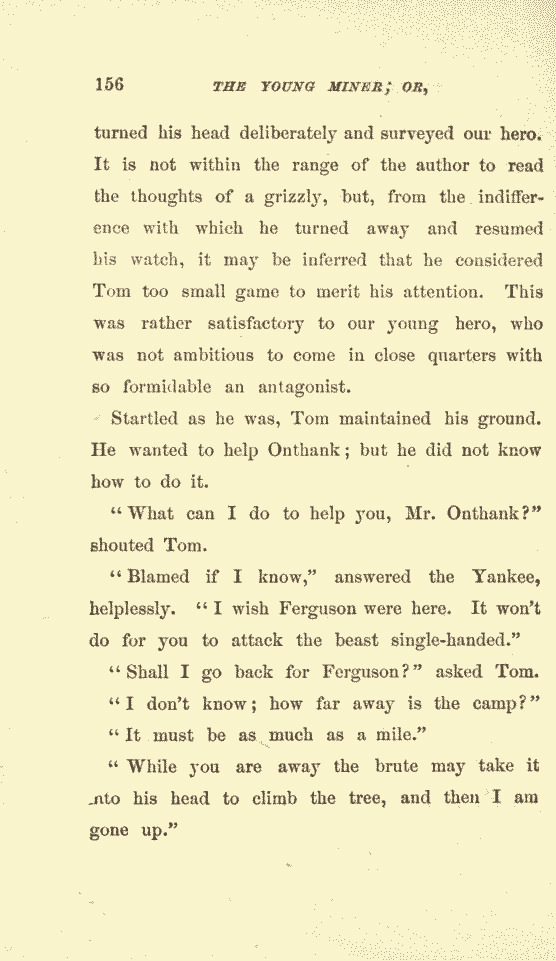 156 THE YOUNG MINER; OR,
turned his head deliberately and surveyed our hero.
It is not within the range of the author to read
the thoughts of a grizzly, but, from the indiffer-
ence with which he turned away and resumed
his watch, it may be inferred that he considered
Tom too small game to merit his attention. This
was rather satisfactory to our young hero, who
was not ambitious to come in close quarters with
so formidable an antagonist.
Startled as he was, Tom maintained his ground.
He wanted to help Onthank; but he did not know
how to do it.
"What can I do to help you, Mr. Onthank?"
shouted Tom.
"Blamed if I know," answered the Yankee,
helplessly. "I wish Ferguson were here. It won't
do for you to attack the beast single-handed."
"Shall I go back for Ferguson?" asked Tom.
"I don't know; how far away is the camp?"
"It must be as much as a mile."
"While you are away the brute may take it
nto his head to climb the tree, and then I am
gone up."